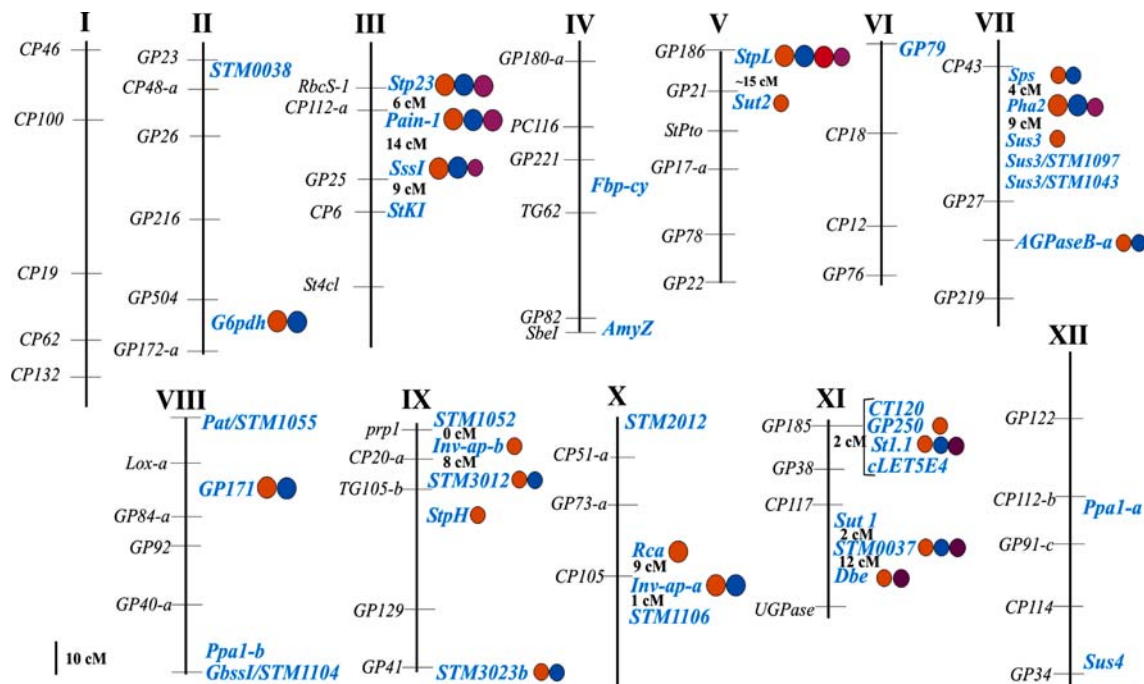 I
CP46
CP100
CP19
CP62
CP132
10 cM
II
GP23
STM0038
CP48-a
GP26
GP216
GP504
G6pdh
GP172-a
III
RbcS-1
Stp23
6 cM
CP112-a
Pain-1
14 cM
SssI
GP25
9 cM
CP6
StKI
St4cl
IV
GP180-a
PC116
GP221
Fbp-cy
TG62
GP82
SbeI
AmyZ
V
GP186
StpL
~15 cM
GP21
Sut2
StPto
GP17-a
GP78
GP22
VI
GP79
CP18
CP12
GP76
VII
CP43
Sps
4 cM
Pha2
9 cM
Sus3
Sus3/STM1097
Sus3/STM1043
GP27
AGPaseB-a
GP219
VIII
Pat/STM1055
Lox-a
GP171
GP84-a
GP92
GP40-a
Ppa1-b
GbssI/STM1104
IX
STM1052
prp1
0 cM
Inv-ap-b
CP20-a
8 cM
STM3012
TG105-b
StpH
GP129
GP41
STM3023b
X
STM2012
CP51-a
GP73-a
Rca
9 cM
CP105
Inv-ap-a
1 cM
STM1106
XI
CT120
GP185
GP250
2 cM
St1.1
GP38
cLET5E4
CP117
Sut 1
2 cM
STM0037
12 cM
Dbe
UGPase
XII
GP122
CP112-b
Ppa1-a
GP91-c
CP114
Sus4
GP34